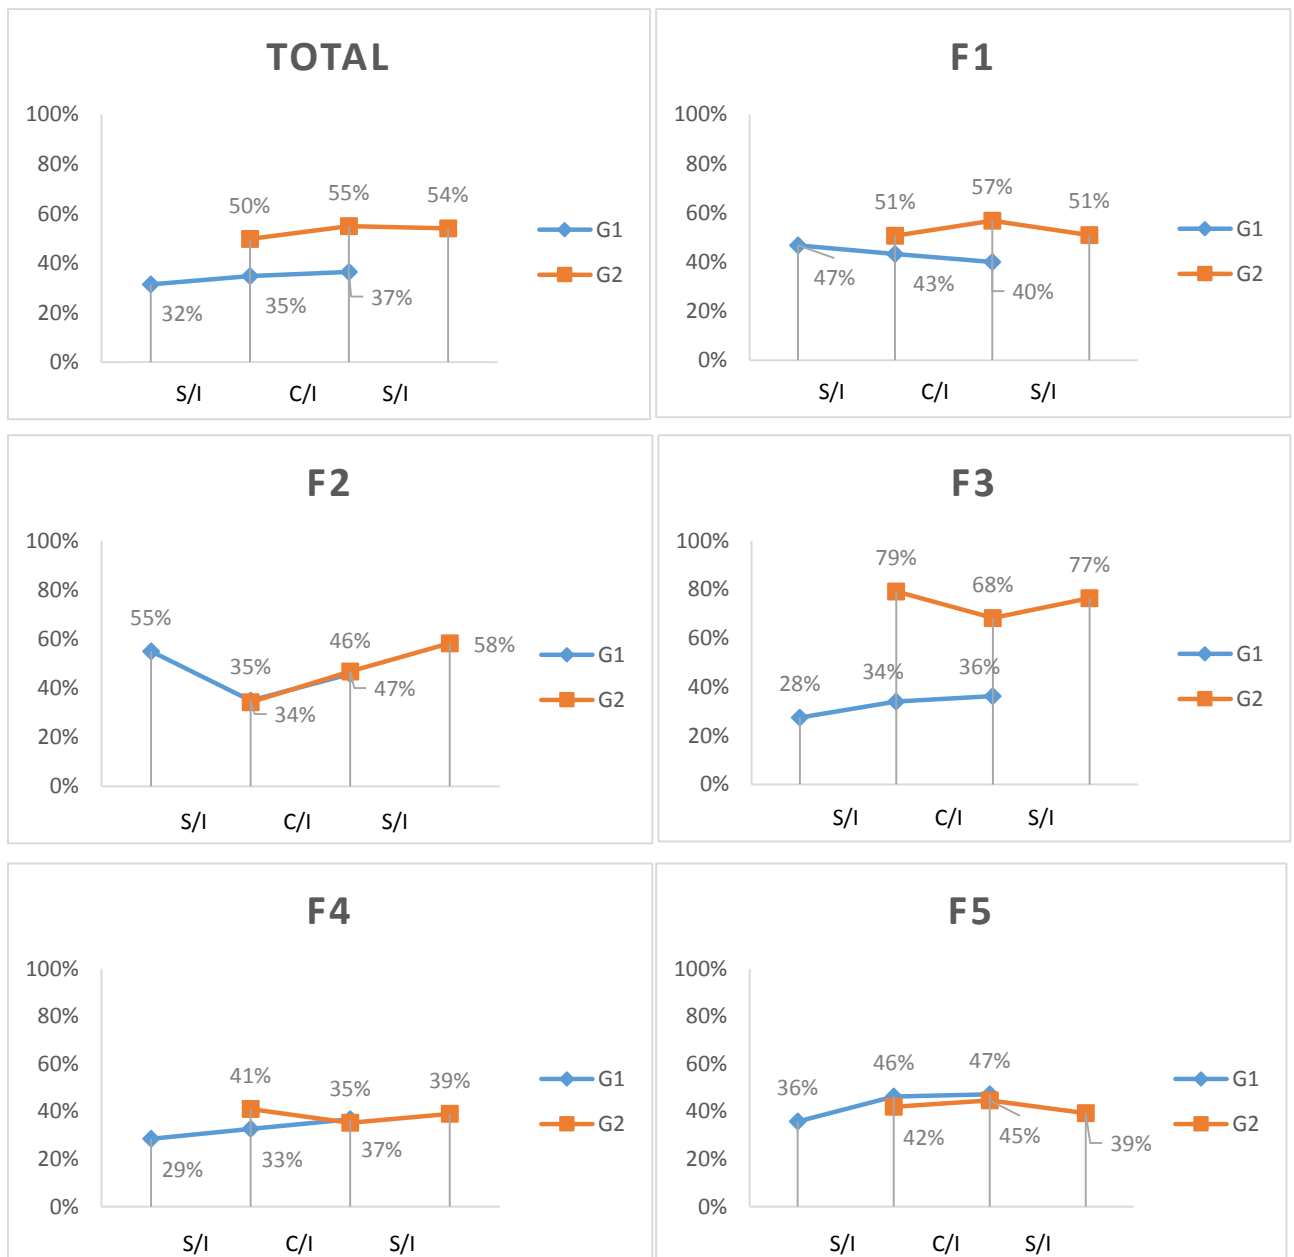 TOTAL
100%
80%
60%
40%
20%
0%
50%
55%
54%
32%
35%
37%
S/I
C/I
S/I
G1
G2
F1
100%
80%
60%
40%
20%
0%
51%
57%
51%
47%
43%
40%
S/I
C/I
S/I
G1
G2
F2
100%
80%
60%
40%
20%
0%
55%
35%
46%
58%
34%
47%
S/I
C/I
S/I
G1
G2
F3
100%
80%
60%
40%
20%
0%
79%
68%
77%
28%
34%
36%
S/I
C/I
S/I
G1
G2
F4
100%
80%
60%
40%
20%
0%
41%
35%
39%
29%
33%
37%
S/I
C/I
S/I
G1
G2
F5
100%
80%
60%
40%
20%
0%
36%
46%
47%
42%
45%
39%
S/I
C/I
S/I
G1
G2